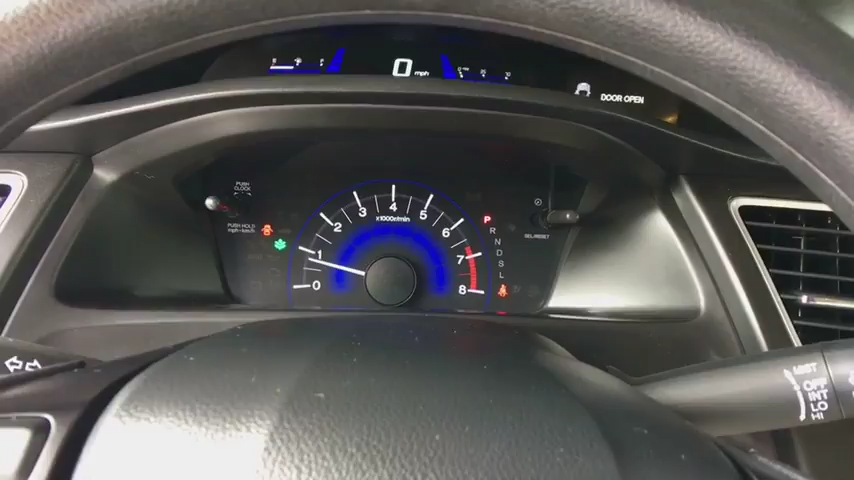 E F
0 mph
DOOR OPEN
PUSH
CLOCK
PUSH HOLD
mph-km/h
0 1 2 3 4 5 6 7 8
x1000r/min
P
R
N
D
S
L
SEL/RESET
MIST
OFF
INT
LO
HI